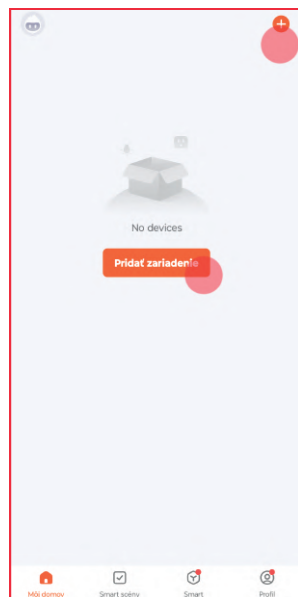 No devices
Pridať zariadenie
Môj domov
Smart scény
Smart
Profil